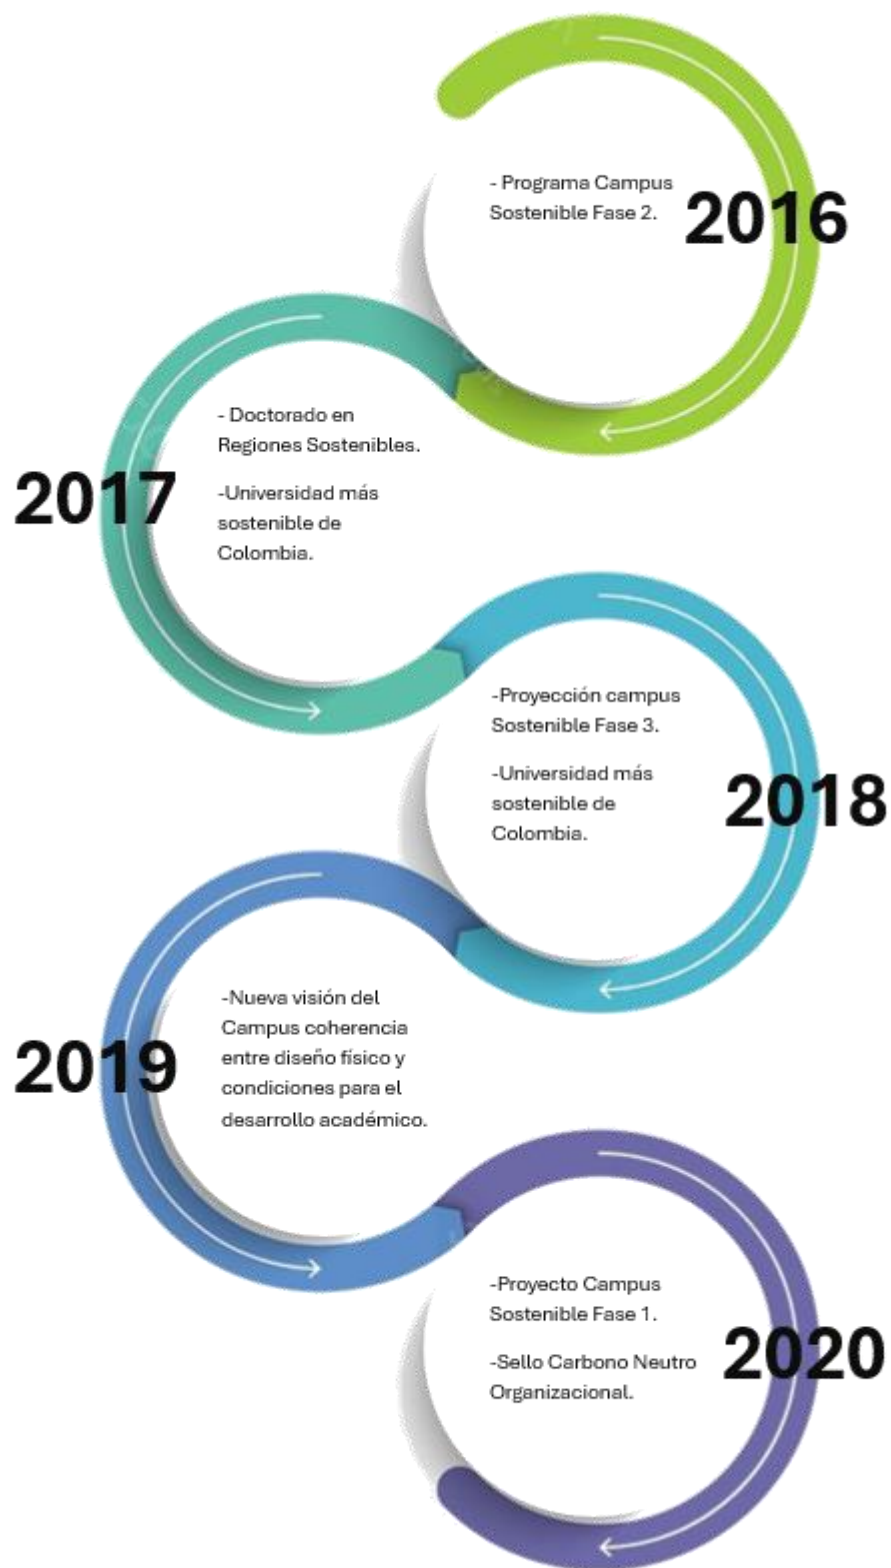 - Programa Campus
Sostenible Fase 2.
2016
- Doctorado en
Regiones Sostenibles.
-Universidad más
sostenible de
Colombia.
2017
-Proyección campus
Sostenible Fase 3.
-Universidad más
sostenible de
Colombia.
2018
-Nueva visión del
Campus coherencia
entre diseño físico y
condiciones para el
desarrollo académico.
2019
-Proyecto Campus
Sostenible Fase 1.
-Sello Carbono Neutro
Organizacional.
2020